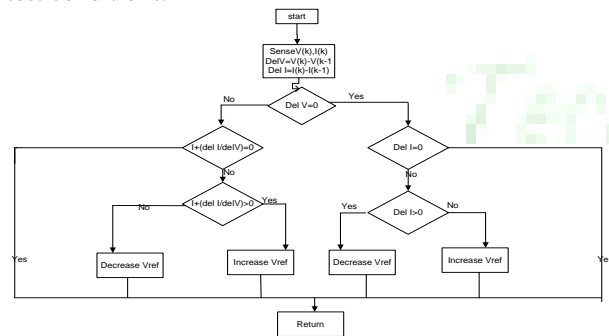 start
SenseV(k),I(k)
DelV=V(k)-V(k-1
Del I=I(k)-I(k-1)
Del V=0
No
Yes
I+(del I/delV)=0
Del I=0
No
No
I+(del I/delV)>0
Del I>0
No
Yes
Yes
No
Decrease Vref
Increase Vref
Decrease Vref
Increase Vref
Yes
Ye
Return